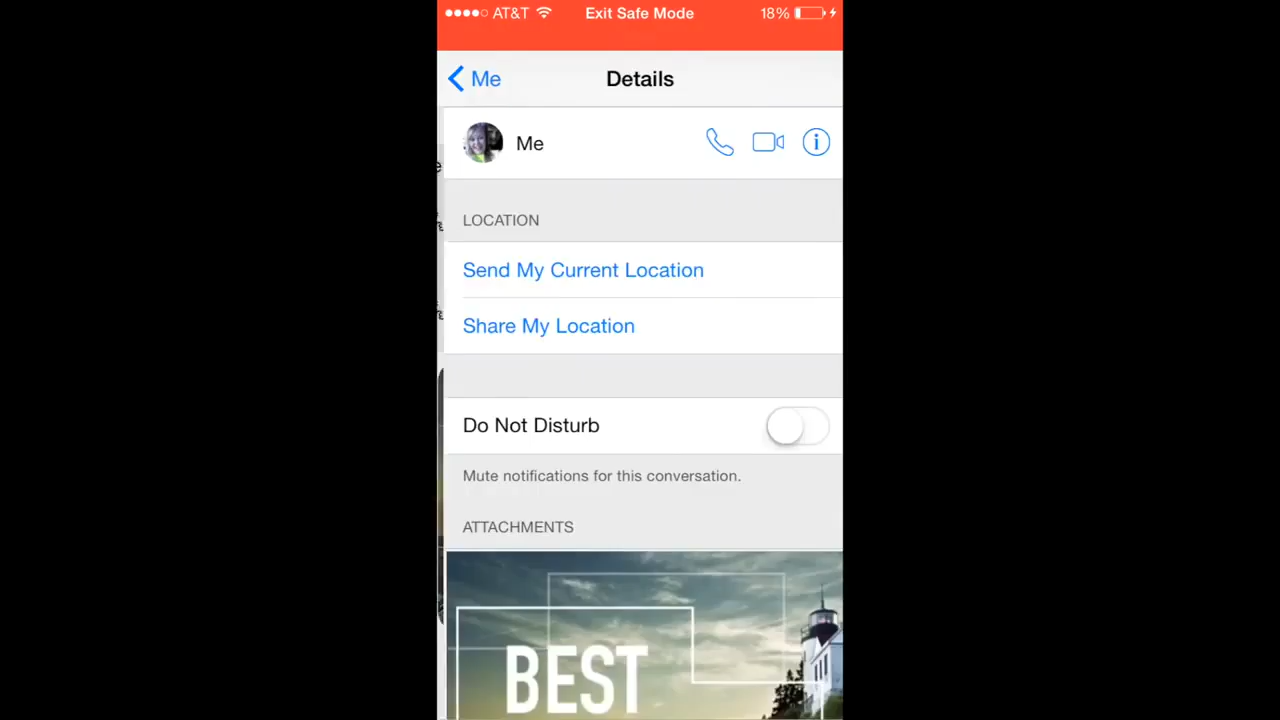 AT&T Exit Safe Mode 18%
Me Details
Me
LOCATION
Send My Current Location
Share My Location
Do Not Disturb
Mute notifications for this conversation.
ATTACHMENTS
BEST